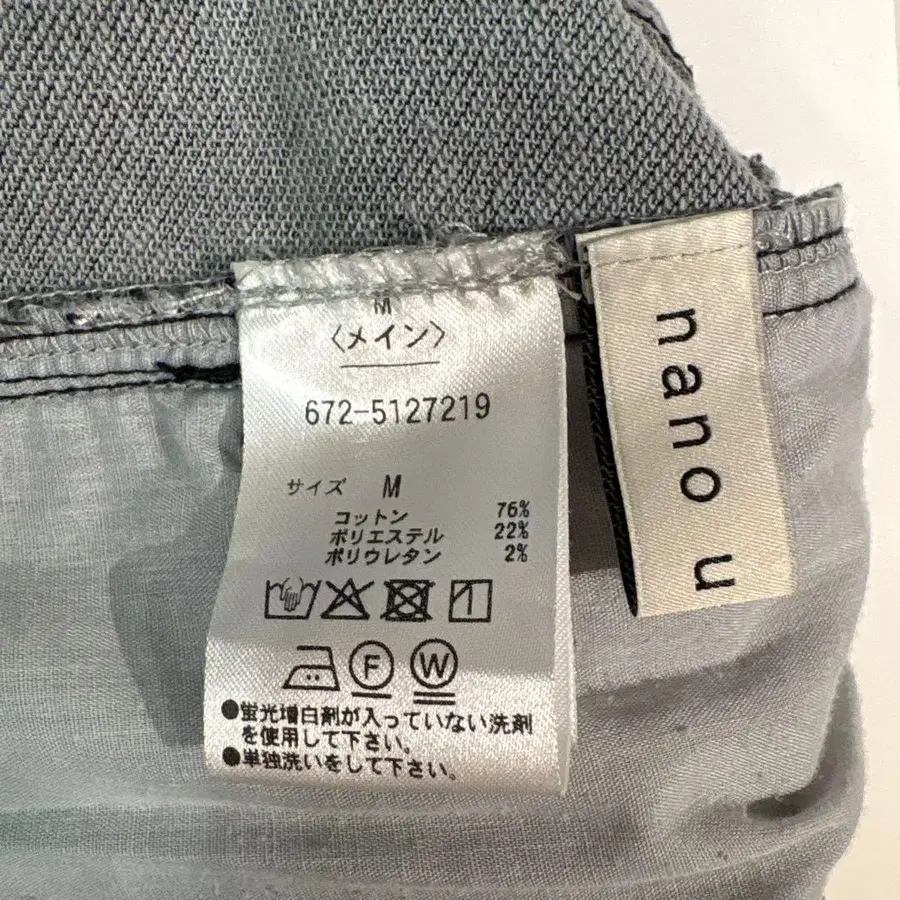 M
〈メイン〉
672-5127219
サイズ M
コットン 76%
ポリエステル 22%
ポリウレタン 2%
F W
●蛍光増白剤が入っていない洗剤
を使用して下さい。
●単独洗いをして下さい。
nano u